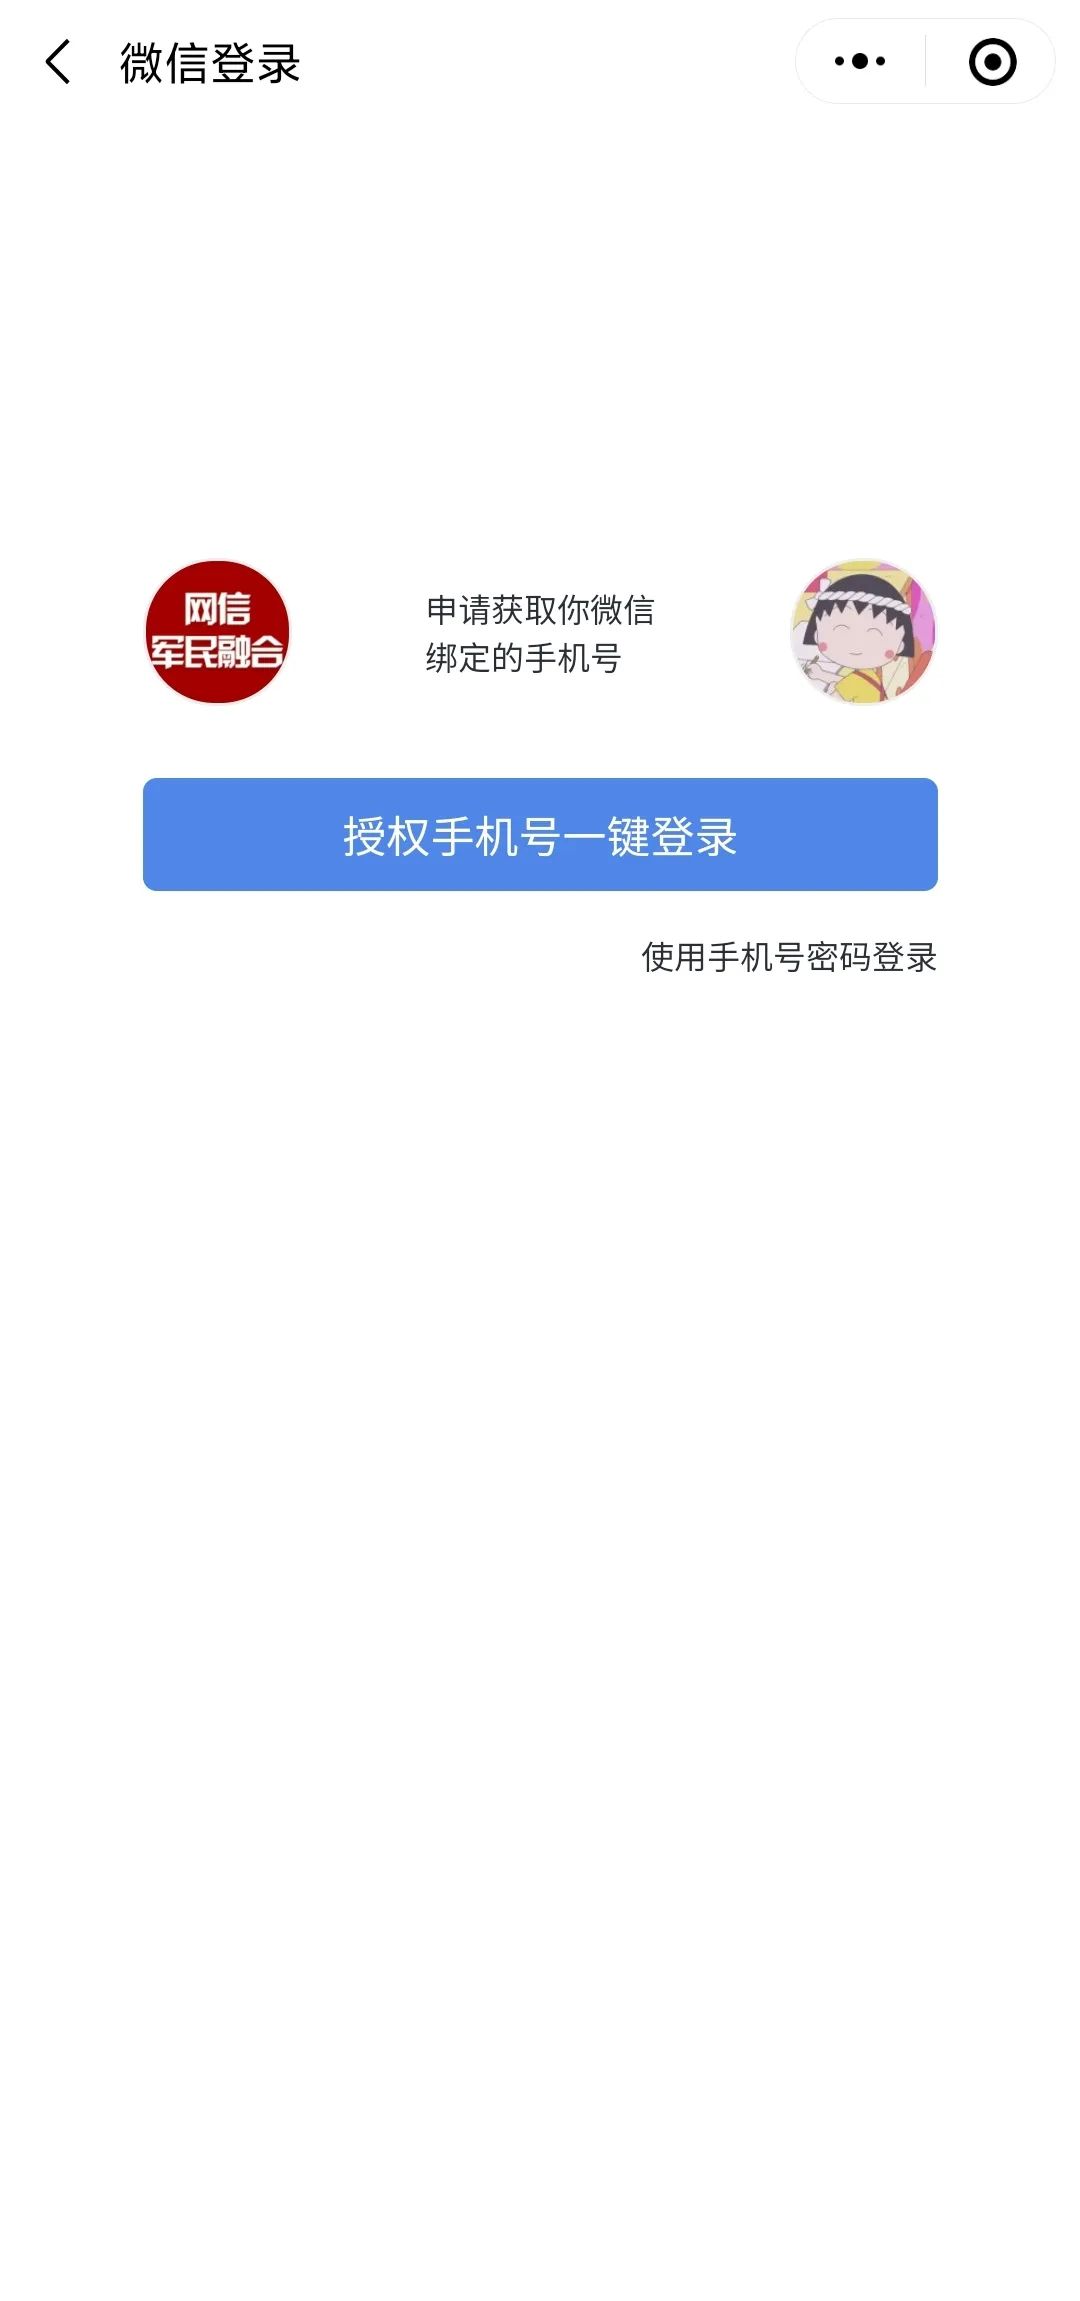 微信登录
网信
军民融合
申请获取你微信
绑定的手机号
授权手机号一键登录
使用手机号密码登录